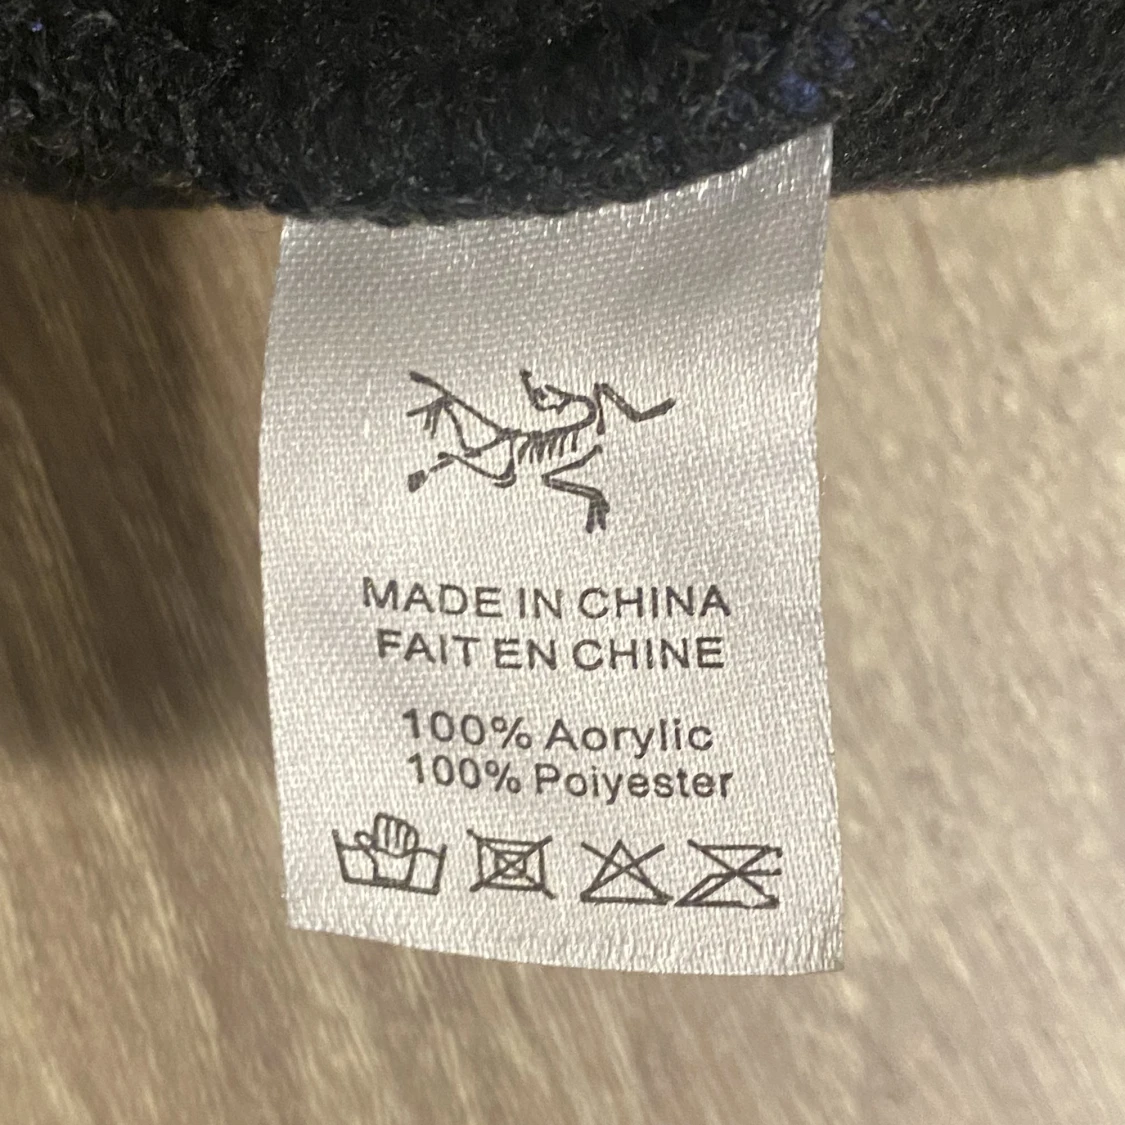 MADE IN CHINA
FAIT EN CHINE
100% Aorylic
100% Poiyester